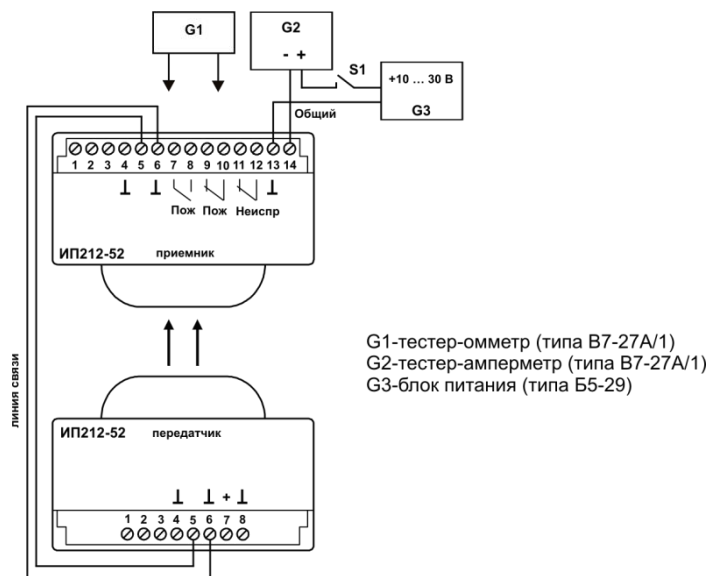 G1
G2
- +
S1
+10 ... 30 В
G3
Общий
1 2 3 4 5 6 7 8 9 10 11 12 13 14
⊥ ⊥ ⊥
Пож Пож Неиспр
ИП212-52 приемник
линия связи
G1-тестер-омметр (типа В7-27А/1)
G2-тестер-амперметр (типа В7-27А/1)
G3-блок питания (типа Б5-29)
ИП212-52 передатчик
⊥ ⊥ + ⊥
1 2 3 4 5 6 7 8